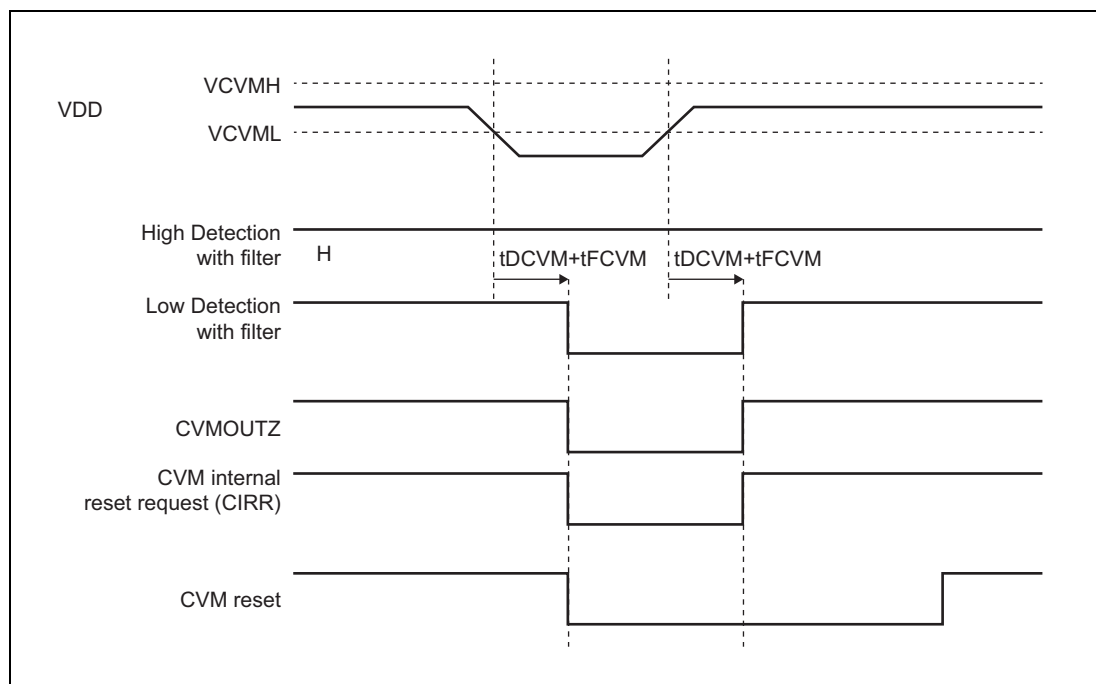 VCVMH
VDD
VCVML
High Detection
with filter
H
tDCVM+tFCVM
tDCVM+tFCVM
Low Detection
with filter
CVMOUTZ
CVM internal
reset request (CIRR)
CVM reset